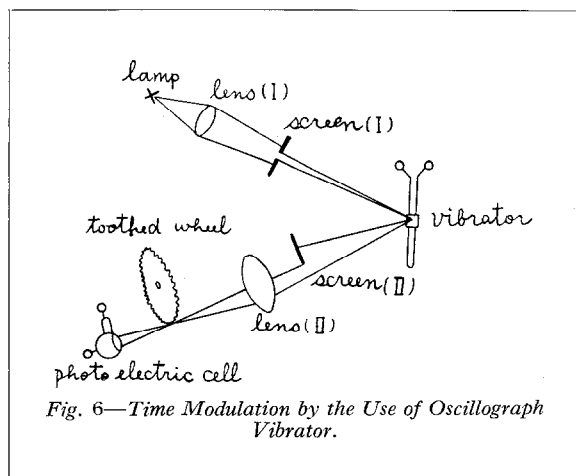 lamp
lens(I)
screen(I)
vibrator
toothed wheel
screen(II)
lens(II)
photo electric cell
Fig. 6—Time Modulation by the Use of Oscillograph
Vibrator.